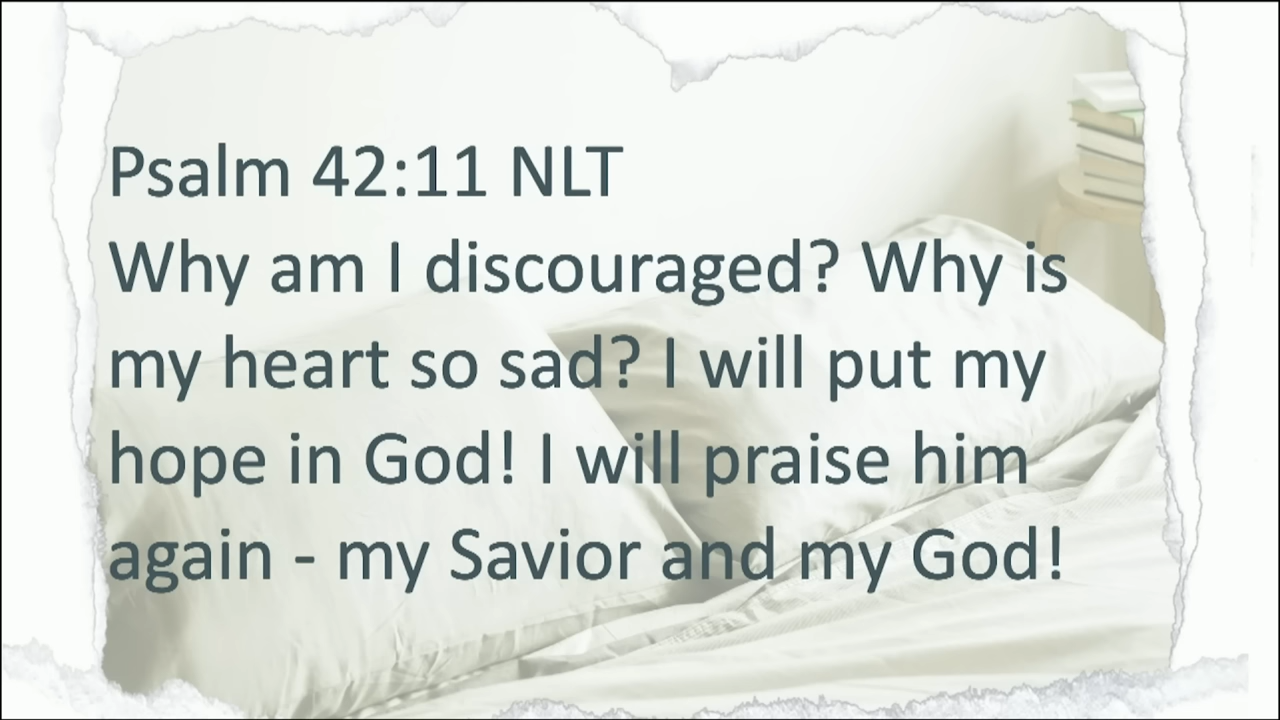 Psalm 42:11 NLT
Why am I discouraged? Why is
my heart so sad? I will put my
hope in God! I will praise him
again - my Savior and my God!